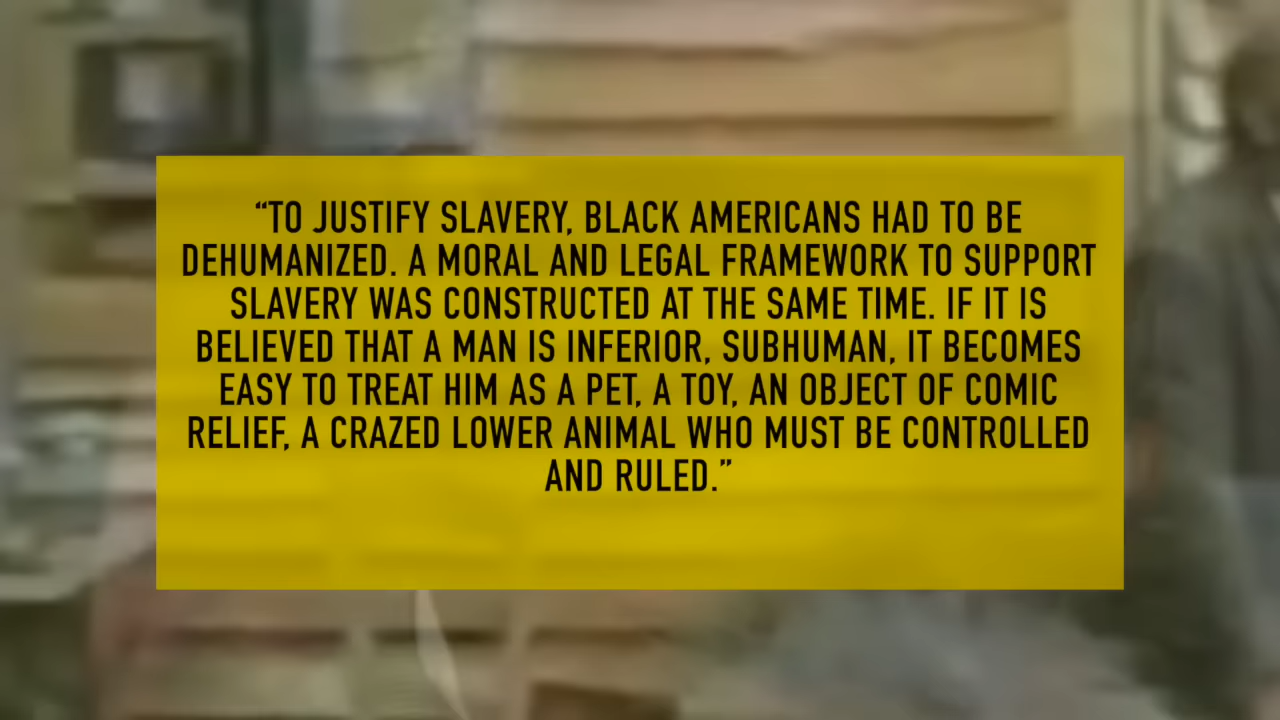 “TO JUSTIFY SLAVERY, BLACK AMERICANS HAD TO BE
DEHUMANIZED. A MORAL AND LEGAL FRAMEWORK TO SUPPORT
SLAVERY WAS CONSTRUCTED AT THE SAME TIME. IF IT IS
BELIEVED THAT A MAN IS INFERIOR, SUBHUMAN, IT BECOMES
EASY TO TREAT HIM AS A PET, A TOY, AN OBJECT OF COMIC
RELIEF, A CRAZED LOWER ANIMAL WHO MUST BE CONTROLLED
AND RULED.”